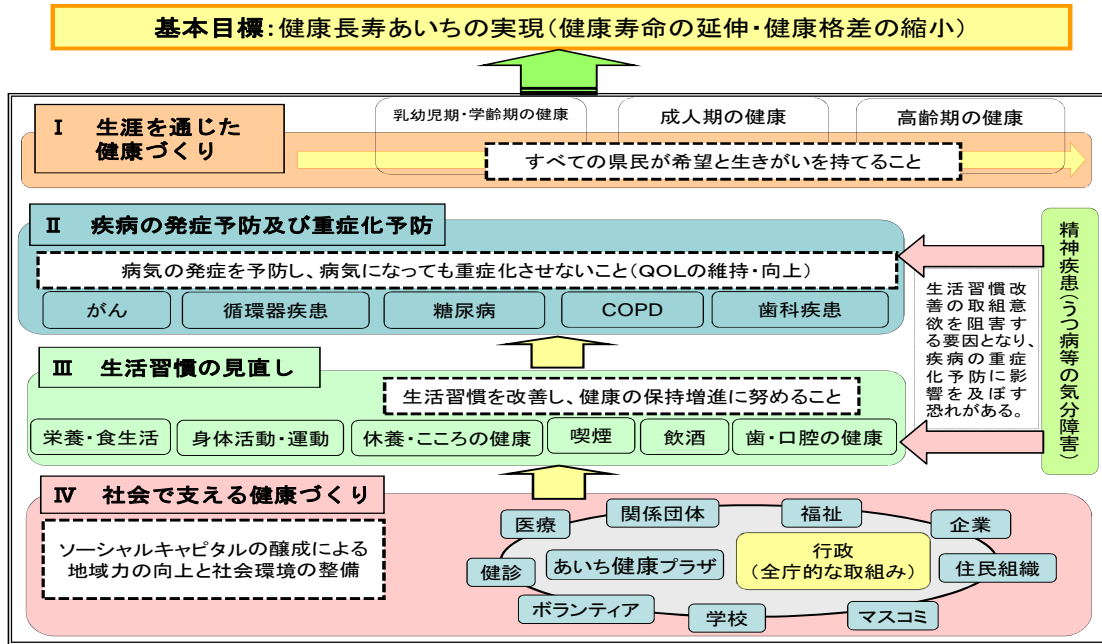 基本目標:健康長寿あいちの実現(健康寿命の延伸・健康格差の縮小)
Ⅰ 生涯を通じた
健康づくり
乳幼児期・学齢期の健康
成人期の健康
高齢期の健康
すべての県民が希望と生きがいを持てること
Ⅱ 疾病の発症予防及び重症化予防
病気の発症を予防し、病気になっても重症化させないこと(QOLの維持・向上)
がん
循環器疾患
糖尿病
COPD
歯科疾患
精神疾患(うつ病等の気分障害)
生活習慣改
善の取組意
欲を阻害す
る要因となり、
疾病の重症
化予防に影
響を及ぼす
恐れがある。
Ⅲ 生活習慣の見直し
生活習慣を改善し、健康の保持増進に努めること
栄養・食生活
身体活動・運動
休養・こころの健康
喫煙
飲酒
歯・口腔の健康
Ⅳ 社会で支える健康づくり
ソーシャルキャピタルの醸成による
地域力の向上と社会環境の整備
医療
関係団体
福祉
企業
健診
あいち健康プラザ
行政
(全庁的な取組み)
住民組織
ボランティア
学校
マスコミ